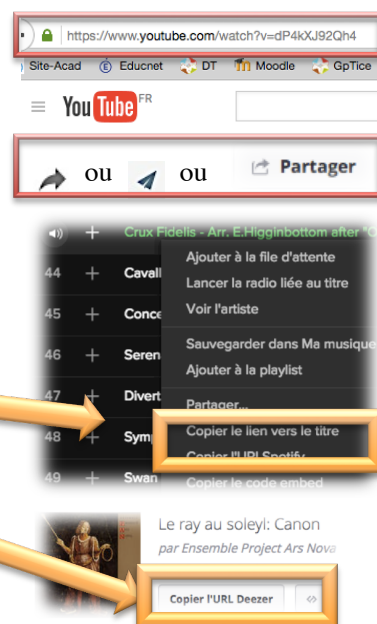 https://www.youtube.com/watch?v=dP4kXJ92Qh4
Site-Acad Educnet DT Moodle GpTice
YouTube FR
ou ou Partager
Crux Fidelis - Arr. E.Higginbottom after "
44 + Cavall
45 + Conce
46 + Seren
47 + Divert
48 + Sym
49 + Swan
Ajouter à la file d'attente
Lancer la radio liée au titre
Voir l'artiste
Sauvegarder dans Ma musique
Ajouter à la playlist
Partager...
Copier le lien vers le titre
Copier l'URI Spotify
Copier le code embed
Le ray au soleyl: Canon
par Ensemble Project Ars Nova
Copier l'URL Deezer